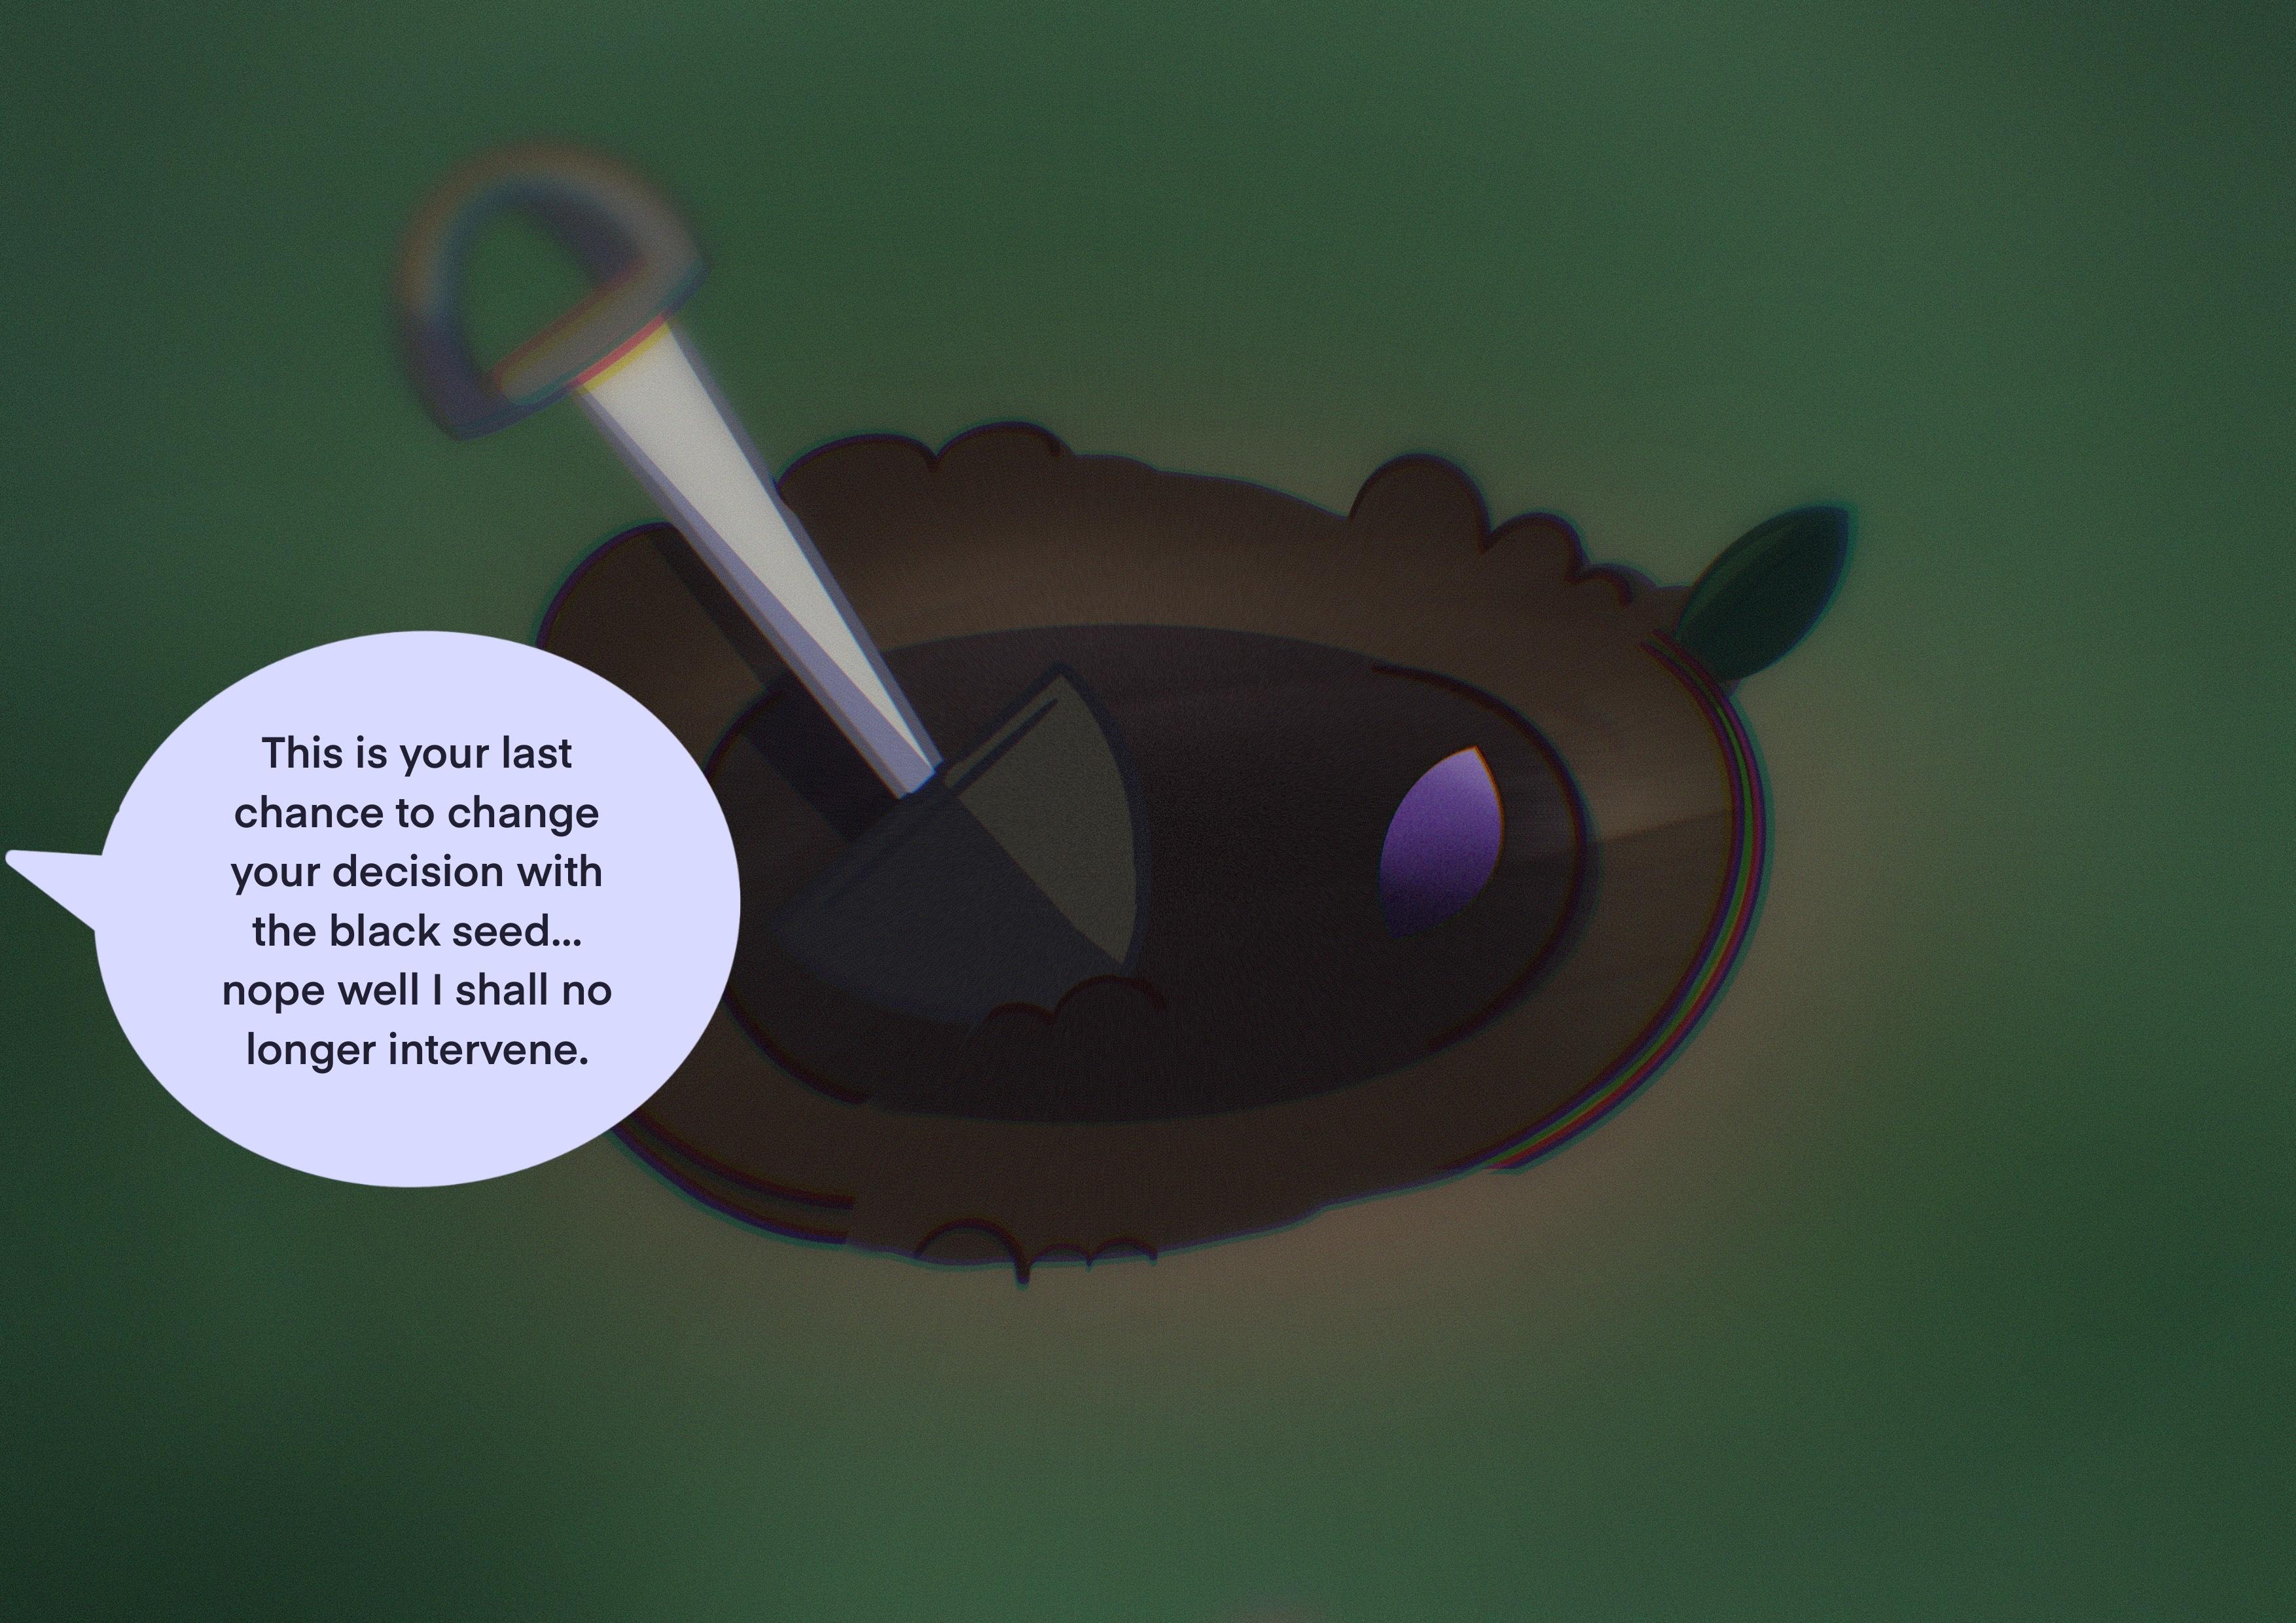 This is your last
chance to change
your decision with
the black seed...
nope well I shall no
longer intervene.